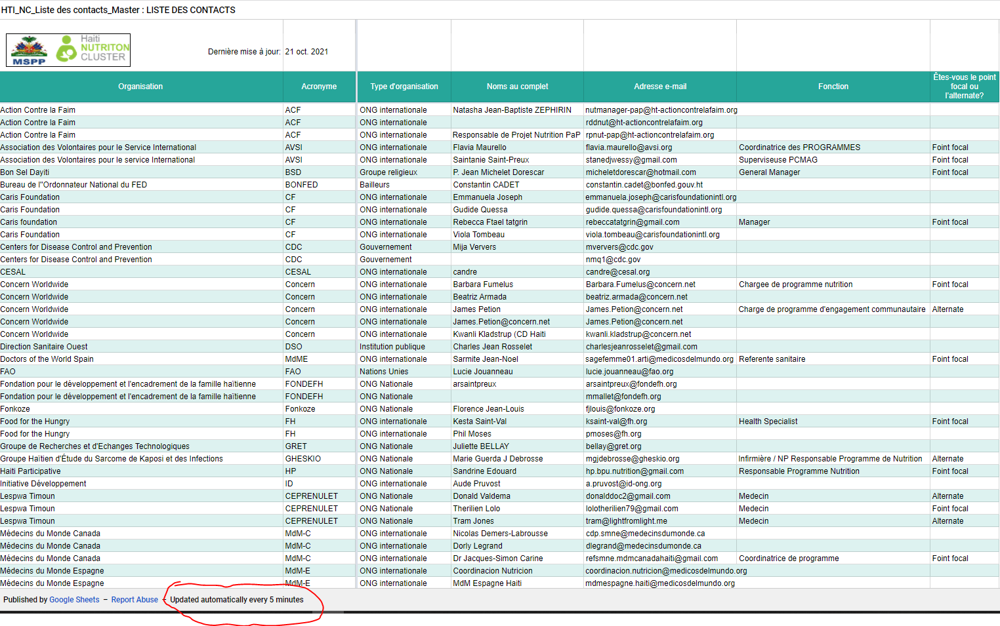 HTI_NC_Liste des contacts_Master : LISTE DES CONTACTS
MSPP
Haiti
NUTRITON
CLUSTER
Dernière mise à jour: 21 oct. 2021
Organisation Acronyme Type d'organisation Noms au complet Adresse e-mail Fonction Êtes-vous le point focal ou l'alternate?
Action Contre la Faim ACF ONG internationale Natasha Jean-Baptiste ZEPHIRIN nutmanager-pap@ht-actioncontrelafaim.org
Action Contre la Faim ACF ONG internationale rddnut@ht-actioncontrelafaim.org
Action Contre la Faim ACF ONG internationale Responsable de Projet Nutrition PaP rpnut-pap@ht-actioncontrelafaim.org
Association des Volontaires pour le Service International AVSI ONG internationale Flavia Maurello flavia.maurello@avsi.org Coordinatrice des PROGRAMMES Foint focal
Association des Volontaires pour le service International AVSI ONG internationale Saintanie Saint-Preux stanedjwessy@gmail.com Superviseuse PCMAG Foint focal
Bon Sel Dayiti BSD Groupe religieux P. Jean Michelet Dorescar micheletdorescar@hotmail.com General Manager Foint focal
Bureau de l"Ordonnateur National du FED BONFED Bailleurs Constantin CADET constantin.cadet@bonfed.gouv.ht
Caris Foundation CF ONG internationale Emmanuela Joseph emmanuela.joseph@carisfoundationintl.org
Caris Foundation CF ONG internationale Gudide Quessa gudide.quessa@carisfoundationintl.org
Caris foundation CF ONG internationale Rebecca Ftael tatgrin rebeccatatgrin@gmail.com Manager Foint focal
Caris Foundation CF ONG internationale Viola Tombeau viola.tombeau@carisfoundationintl.org
Centers for Disease Control and Prevention CDC Gouvernement Mija Ververs mververs@cdc.gov
Centers for Disease Control and Prevention CDC Gouvernement nmq1@cdc.gov
CESAL CESAL ONG internationale candre candre@cesal.org
Concern Worldwide Concern ONG internationale Barbara Fumelus Barbara.Fumelus@concern.net Chargee de programme nutrition Foint focal
Concern Worldwide Concern ONG internationale Beatriz Armada beatriz.armada@concern.net
Concern Worldwide Concern ONG internationale James Petion James.Petion@concern.net Charge de programme d'engagement communautaire Alternate
Concern Worldwide Concern ONG internationale James.Petion@concern.net James.Petion@concern.net
Concern Worldwide Concern ONG internationale Kwanli Kladstrup (CD Haiti kwanli.kladstrup@concern.net
Direction Sanitaire Ouest DSO Institution publique Charles Jean Rosselet charlesjeanrosselet@gmail.com
Doctors of the World Spain MdME ONG internationale Sarmite Jean-Noel sagefemme01.arti@medicosdelmundo.org Referente sanitaire Foint focal
FAO FAO Nations Unies Lucie Jouanneau lucie.jouanneau@fao.org
Fondation pour le développement et l'encadrement de la famille haïtienne FONDEFH ONG Nationale arsaintpreux arsaintpreux@fondefh.org
Fondation pour le développement et l'encadrement de la famille haïtienne FONDEFH ONG Nationale mmallet@fondefh.org
Fonkoze Fonkoze ONG Nationale Florence Jean-Louis fjlouis@fonkoze.org
Food for the Hungry FH ONG internationale Kesta Saint-Val ksaint-val@fh.org Health Specialist Foint focal
Food for the Hungry FH ONG internationale Phil Moses pmoses@fh.org
Groupe de Recherches et d'Echanges Technologiques GRET ONG Nationale Juliette BELLAY bellay@gret.org
Groupe Haïtien d'Étude du Sarcome de Kaposi et des Infections GHESKIO ONG Nationale Marie Guerda J Debrosse mgjdebrosse@gheskio.org Infirmière / NP Responsable Programme de Nutrition Alternate
Haiti Participative HP ONG Nationale Sandrine Edouard hp.bpu.nutrition@gmail.com Responsable Programme Nutrition Foint focal
Initiative Développement ID ONG internationale Aude Pruvost a.pruvost@id-ong.org
Lespwa Timoun CEPRENULET ONG Nationale Donald Valdema donalddoc2@gmail.com Medecin Alternate
Lespwa Timoun CEPRENULET ONG Nationale Therilien Lolo lolotherilien79@gmail.com Medecin Foint focal
Lespwa Timoun CEPRENULET ONG Nationale Tram Jones tram@lightfromlight.me Medecin Alternate
Médecins du Monde Canada MdM-C ONG internationale Nicolas Demers-Labrousse cdp.smne@medecinsdumonde.ca
Médecins du Monde Canada MdM-C ONG internationale Dorly Legrand dlegrand@medecinsdumonde.ca
Médecins du Monde Canada MdM-C ONG internationale Dr Jacques-Simon Carine refsmne.mdmcanadahaiti@gmail.com Coordinatrice de programme Foint focal
Médecins du Monde Espagne MdM-E ONG internationale Coordinacion Nutricion coordinacion.nutricion@medicosdelmundo.org
Médecins du Monde Espagne MdM-E ONG internationale MdM Espagne Haiti mdmespagne.haiti@medicosdelmundo.org
Published by Google Sheets – Report Abuse – Updated automatically every 5 minutes